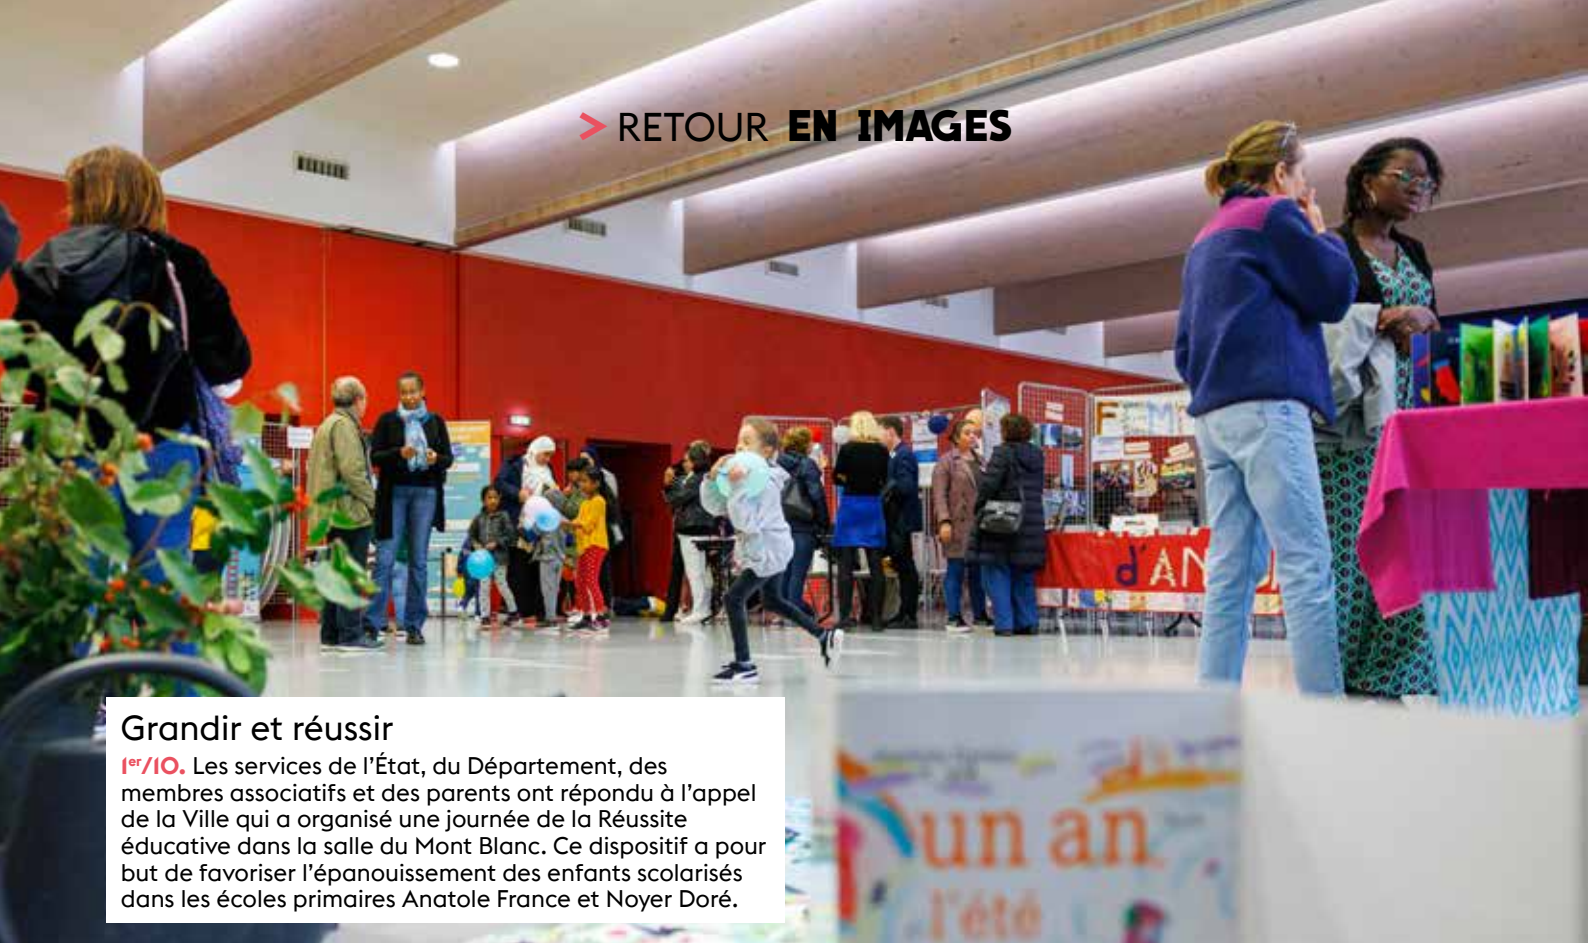 > RETOUR EN IMAGES
d'AN
Grandir et réussir
1er/10. Les services de l'État, du Département, des
membres associatifs et des parents ont répondu à l'appel
de la Ville qui a organisé une journée de la Réussite
éducative dans la salle du Mont Blanc. Ce dispositif a pour
but de favoriser l'épanouissement des enfants scolarisés
dans les écoles primaires Anatole France et Noyer Doré.
un an
l'été